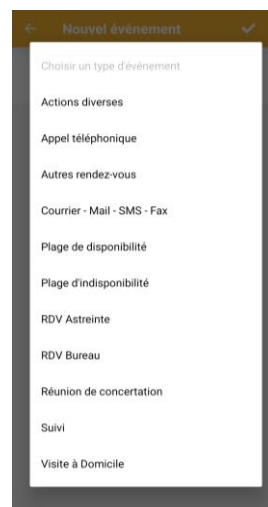 Nouvel événement
Choisir un type d'événement
Actions diverses
Appel téléphonique
Autres rendez-vous
Courrier - Mail - SMS - Fax
Plage de disponibilité
Plage d'indisponibilité
RDV Astreinte
RDV Bureau
Réunion de concertation
Suivi
Visite à Domicile